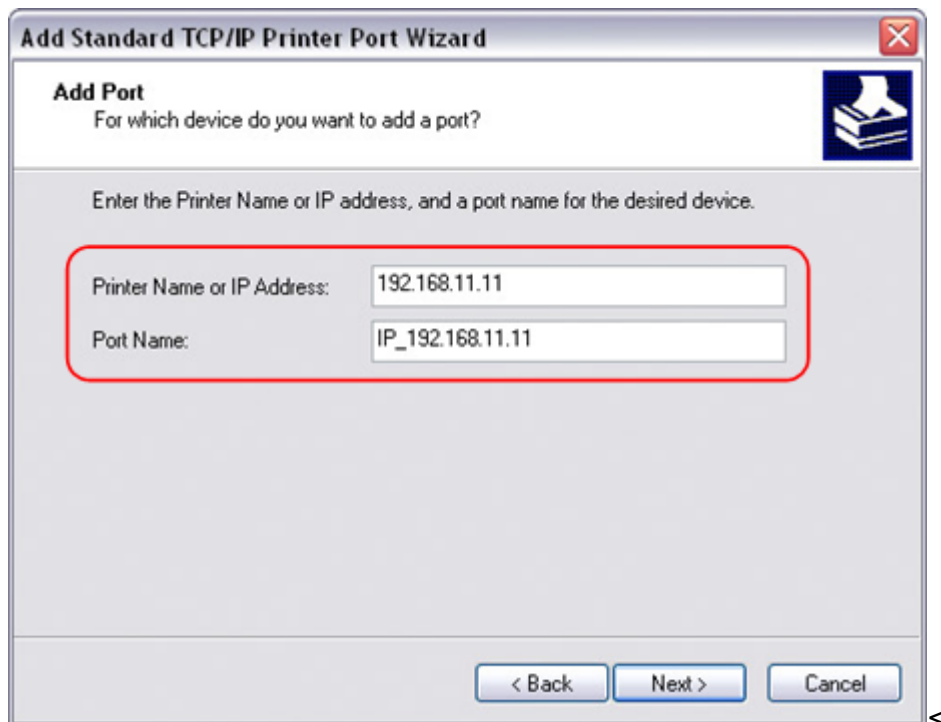 Add Standard TCP/IP Printer Port Wizard
Add Port
For which device do you want to add a port?
Enter the Printer Name or IP address, and a port name for the desired device.
Printer Name or IP Address: 192.168.11.11
Port Name: IP_192.168.11.11
< Back Next > Cancel
<